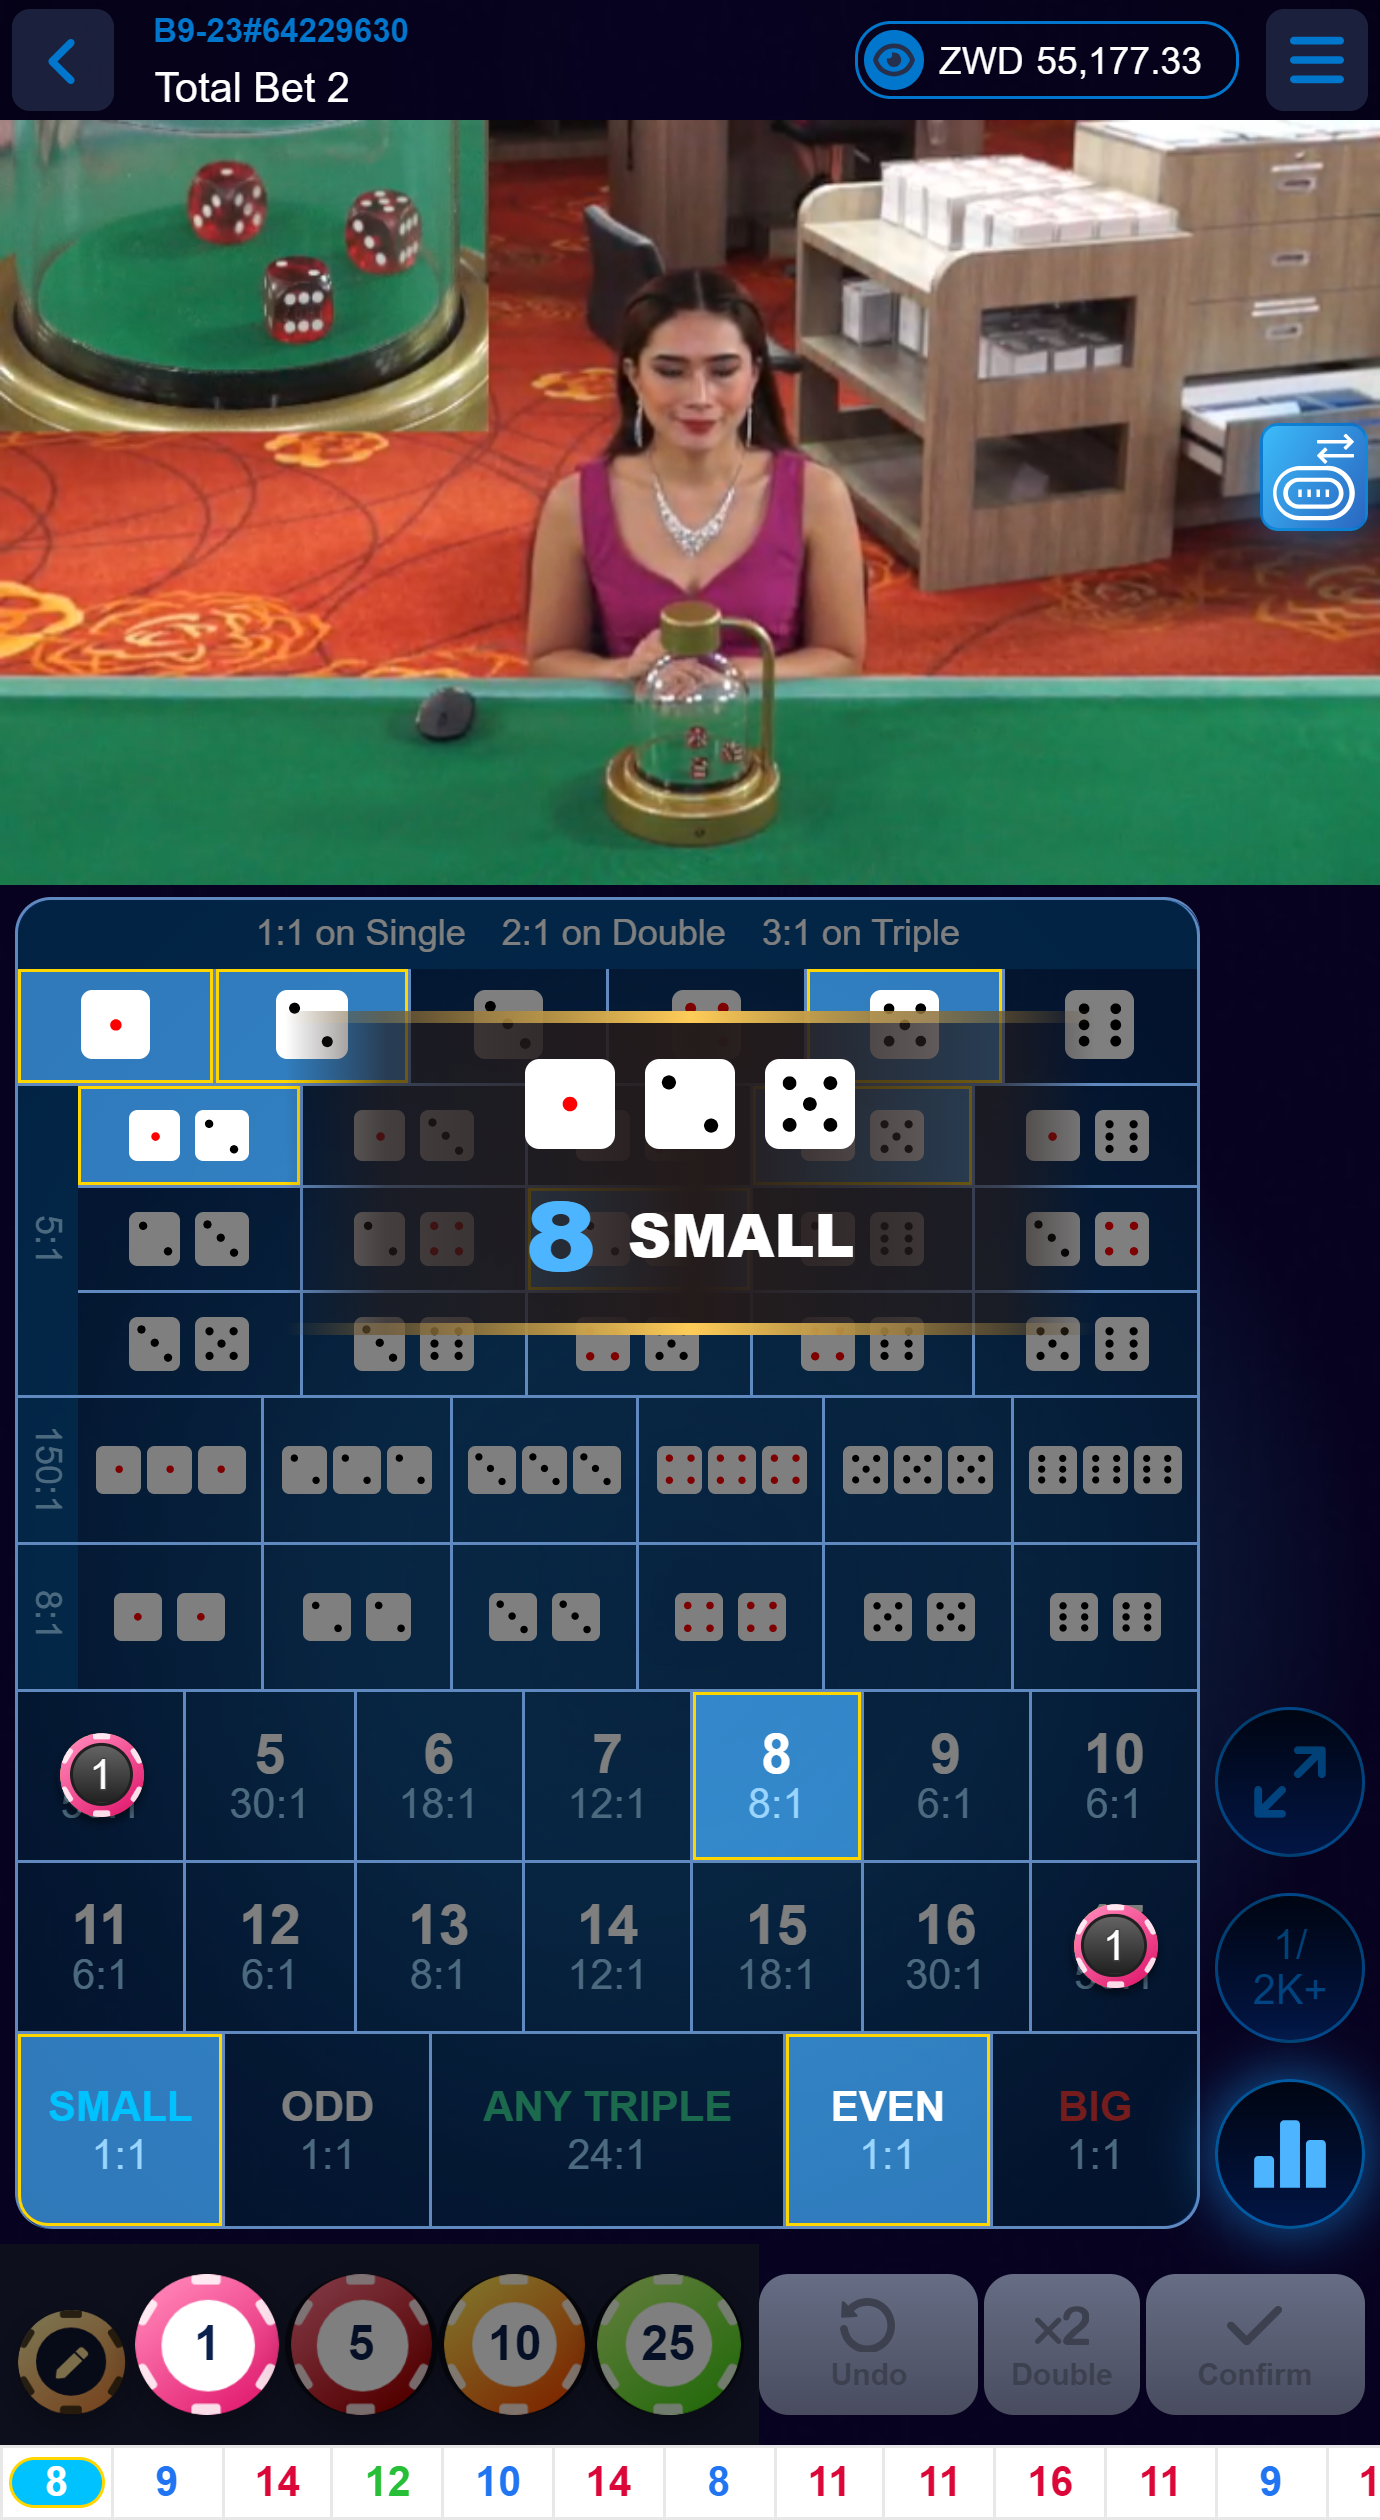 B9-23#64229630
Total Bet 2
ZWD 55,177.33
1:1 on Single 2:1 on Double 3:1 on Triple
5:1
8 SMALL
150:1
8:1
1
5 30:1
6 18:1
7 12:1
8 8:1
9 6:1
10 6:1
11 6:1
12 6:1
13 8:1
14 12:1
15 18:1
16 30:1
1
1/
2K+
SMALL 1:1
ODD 1:1
ANY TRIPLE 24:1
EVEN 1:1
BIG 1:1
1 5 10 25
Undo
x2 Double
Confirm
8 9 14 12 10 14 8 11 11 16 11 9